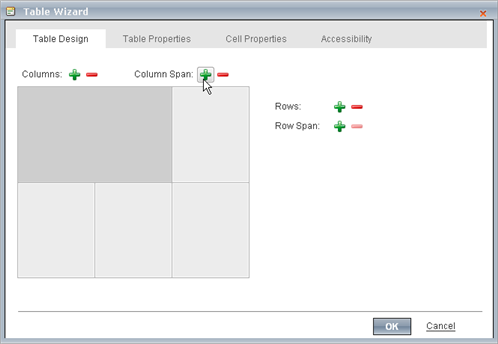 Table Wizard
Table Design Table Properties Cell Properties Accessibility
Columns: Column Span:
Rows:
Row Span:
OK Cancel